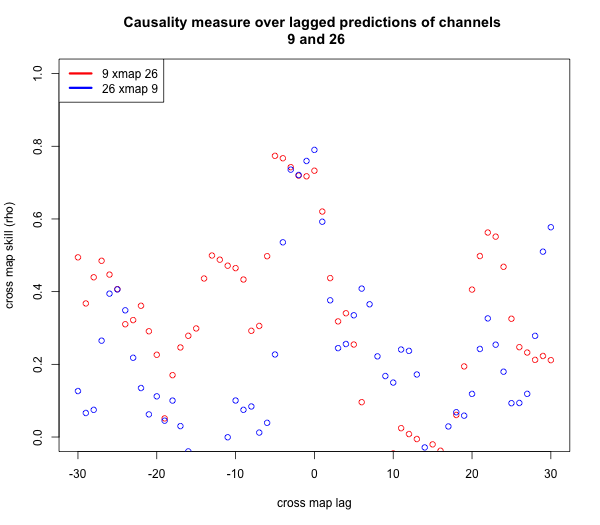 Causality measure over lagged predictions of channels
9 and 26
9 xmap 26
26 xmap 9
1.0
0.8
0.6
0.4
0.2
0.0
cross map skill (rho)
-30 -20 -10 0 10 20 30
cross map lag